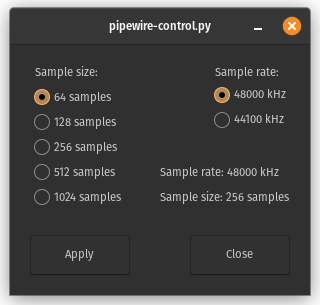 pipewire-control.py
Sample size:
Sample rate:
64 samples
48000 kHz
128 samples
44100 kHz
256 samples
512 samples
Sample rate: 48000 kHz
1024 samples
Sample size: 256 samples
Apply
Close